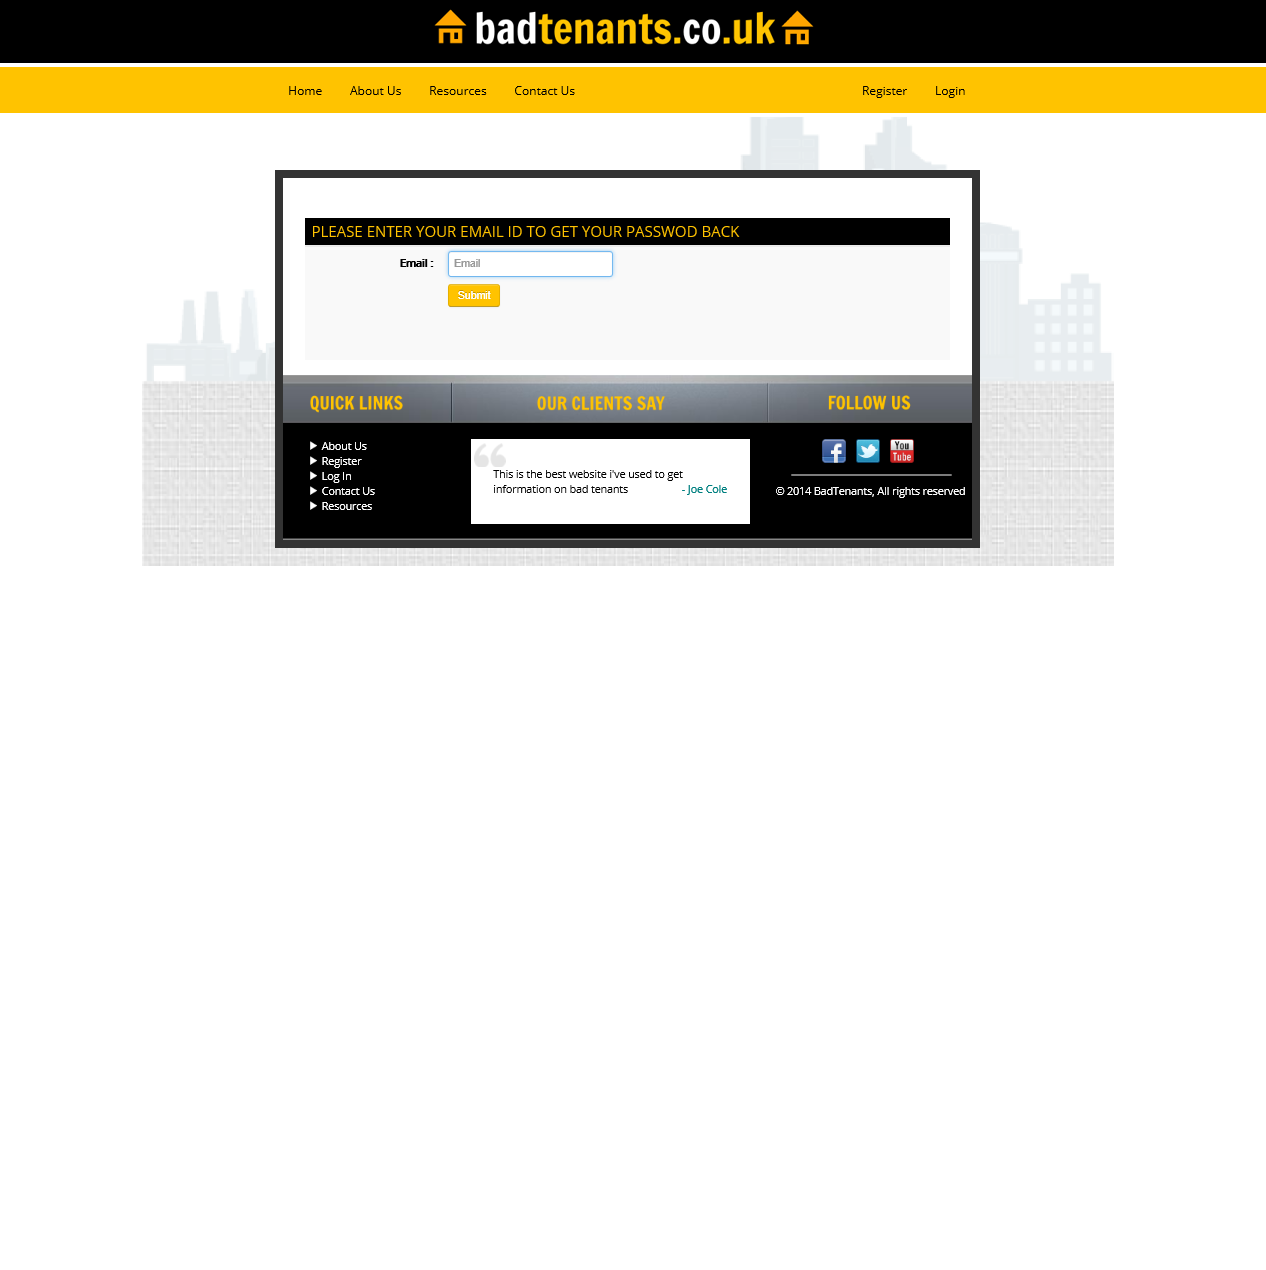 badtenants.co.uk
Home About Us Resources Contact Us Register Login
PLEASE ENTER YOUR EMAIL ID TO GET YOUR PASSWOD BACK
Email : Email
Submit
QUICK LINKS
About Us
Register
Log In
Contact Us
Resources
OUR CLIENTS SAY
This is the best website i've used to get
information on bad tenants - Joe Cole
FOLLOW US
You Tube
© 2014 BadTenants, All rights reserved